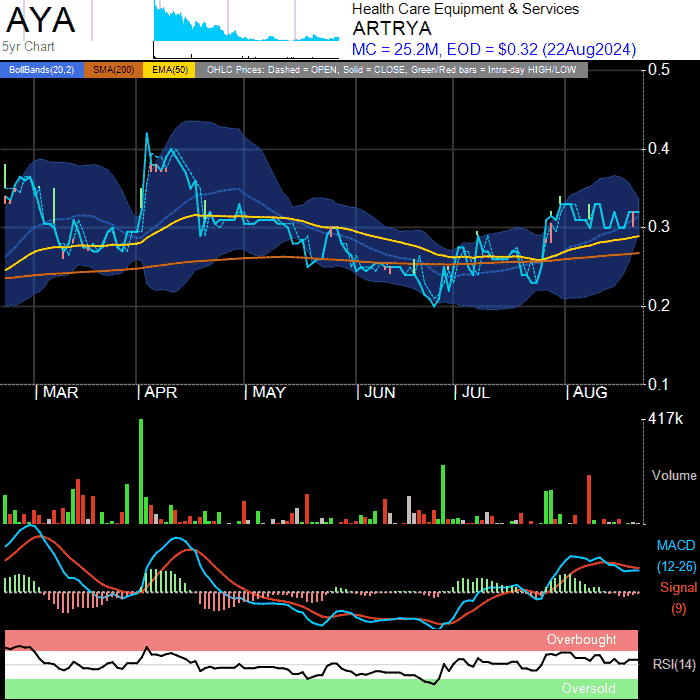 AYA
5yr Chart
Health Care Equipment & Services
ARTRYA
MC = 25.2M, EOD = $0.32 (22Aug2024)
BollBands(20,2) SMA(200) EMA(50) OHLC Prices: Dashed = OPEN, Solid = CLOSE, Green/Red bars = Intra-day HIGH/LOW
0.5
0.4
0.3
0.2
0.1
MAR APR MAY JUN JUL AUG
417k
Volume
MACD
(12-26)
Signal
(9)
Overbought
RSI(14)
Oversold